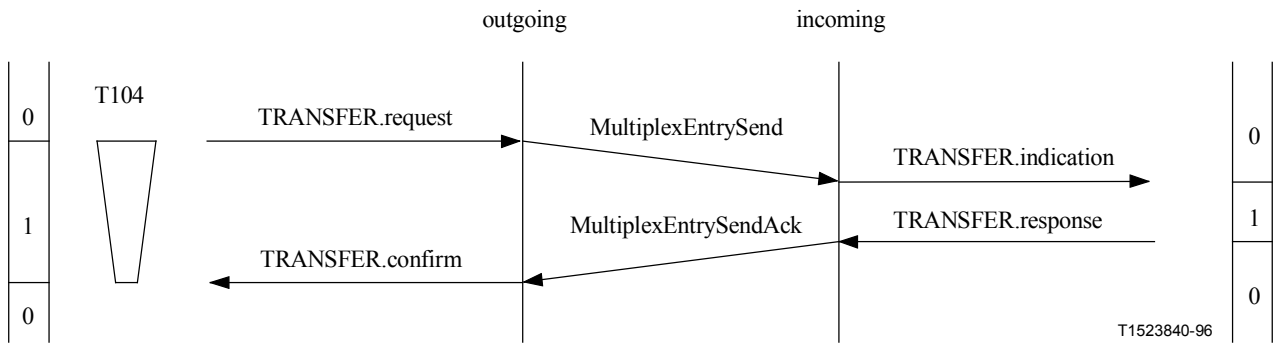 outgoing
incoming
T104
0
TRANSFER.request
MultiplexEntrySend
0
TRANSFER.indication
1
MultiplexEntrySendAck
TRANSFER.response
1
TRANSFER.confirm
0
0
T1523840-96